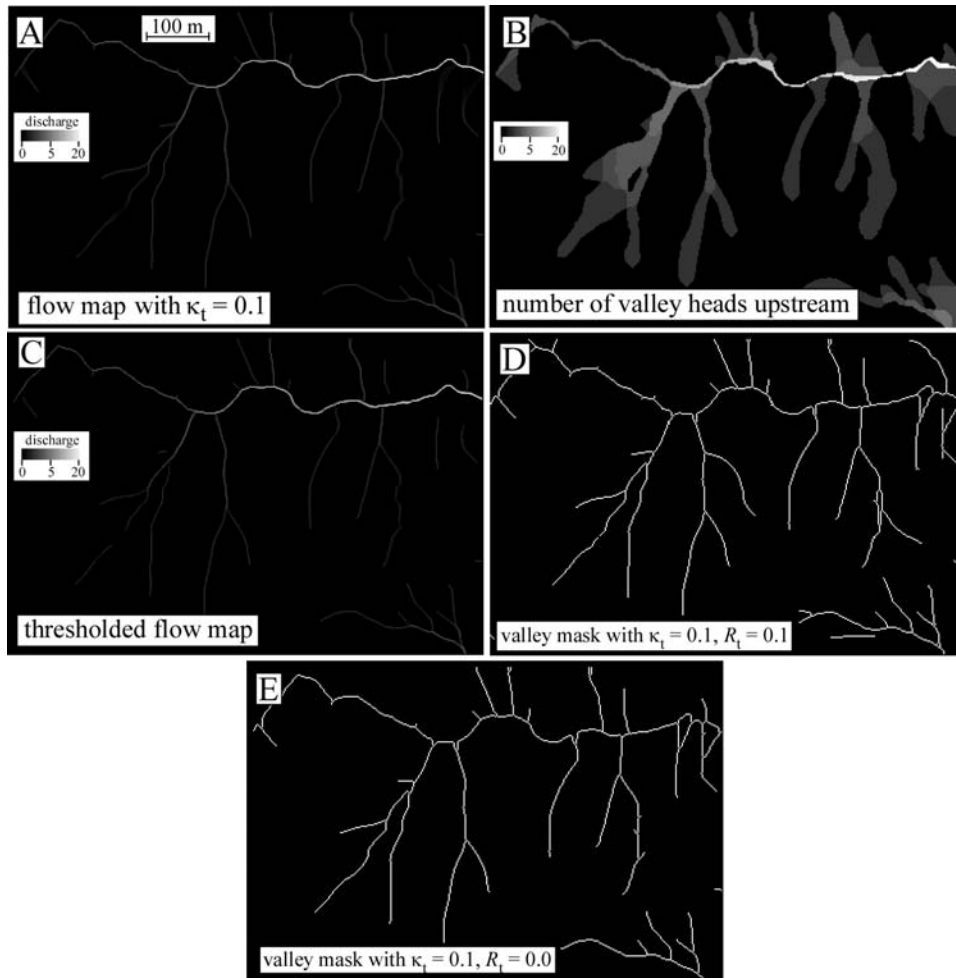 A
100 m
discharge
0 5 20
flow map with κt = 0.1
B
0 5 20
number of valley heads upstream
C
discharge
0 5 20
thresholded flow map
D
valley mask with κt = 0.1, Rt = 0.1
E
valley mask with κt = 0.1, Rt = 0.0